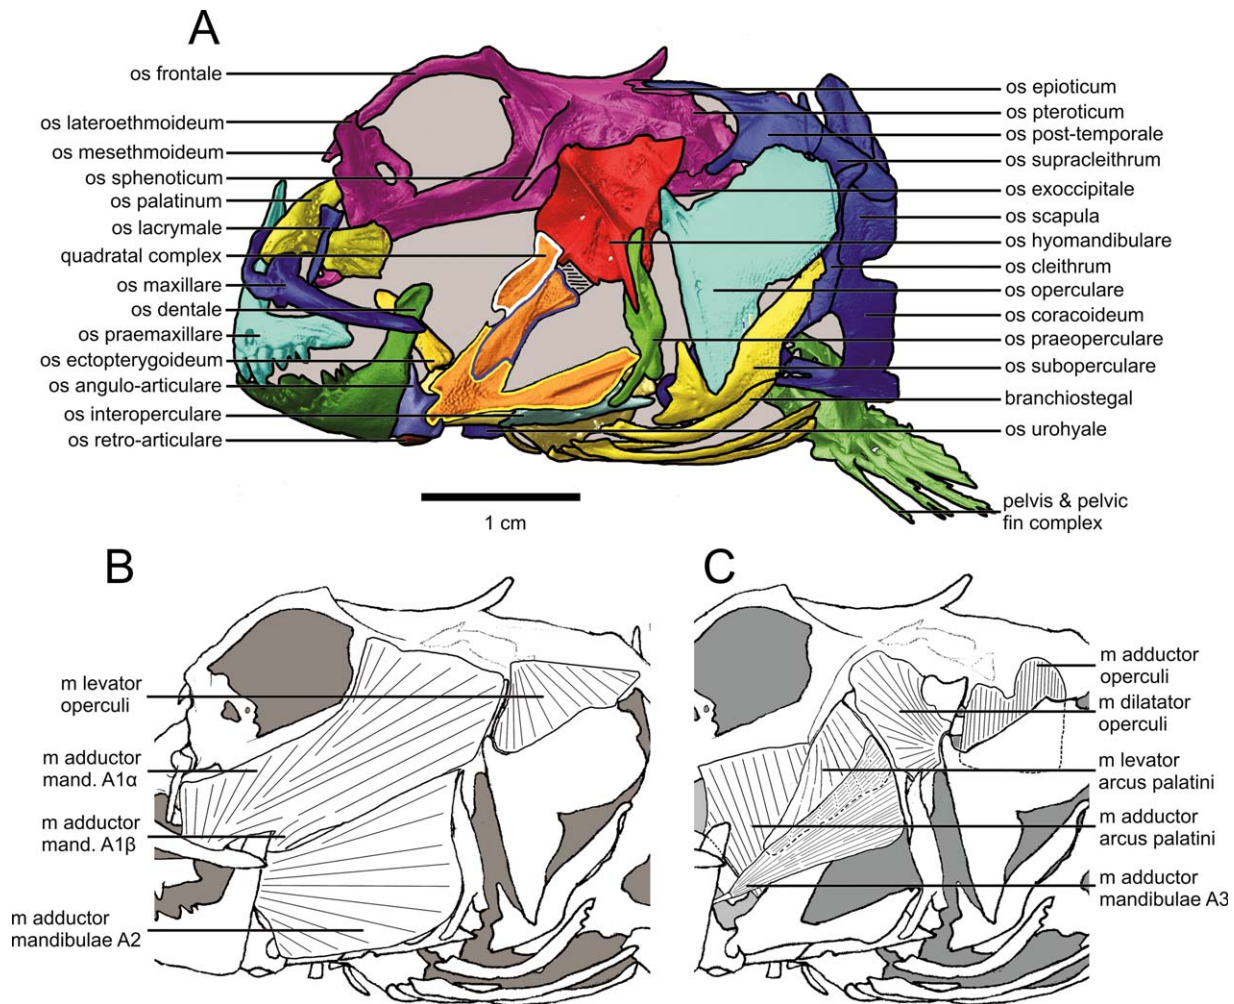 A
os frontale
os lateroethmoideum
os mesethmoideum
os sphenoticum
os palatinum
os lacrymale
quadratal complex
os maxillare
os dentale
os praemaxillare
os ectopterygoideum
os angulo-articulare
os interoperculare
os retro-articulare
os epioticum
os pteroticum
os post-temporale
os supracleithrum
os exoccipitale
os scapula
os hyomandibulare
os cleithrum
os operculare
os coracoideum
os praeoperculare
os suboperculare
branchiostegal
os urohyale
pelvis & pelvic
fin complex
1 cm
B
m levator
operculi
m adductor
mand. A1α
m adductor
mand. A1β
m adductor
mandibulae A2
C
m adductor
operculi
m dilatator
operculi
m levator
arcus palatini
m adductor
arcus palatini
m adductor
mandibulae A3